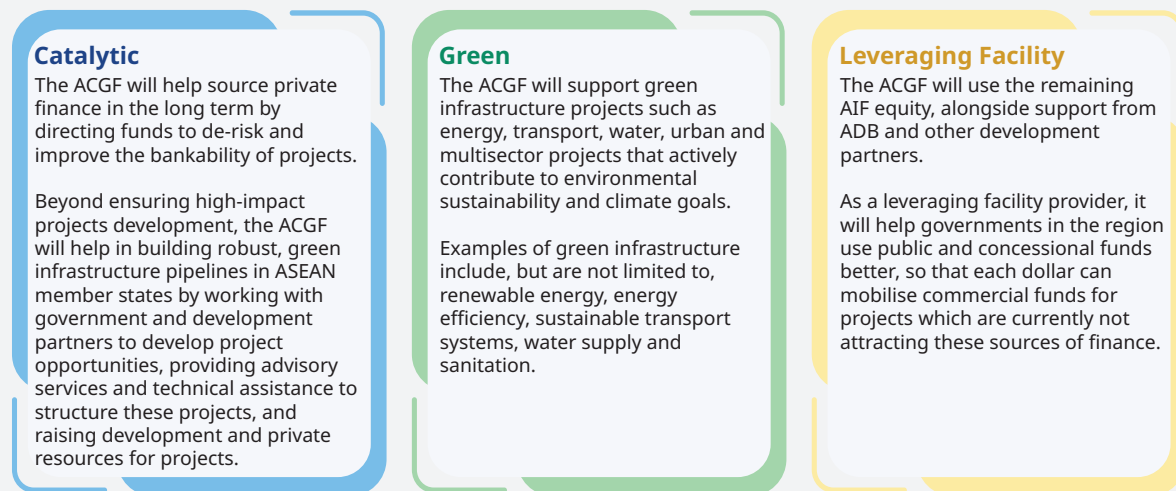 Catalytic
The ACGF will help source private
finance in the long term by
directing funds to de-risk and
improve the bankability of projects.
Beyond ensuring high-impact
projects development, the ACGF
will help in building robust, green
infrastructure pipelines in ASEAN
member states by working with
government and development
partners to develop project
opportunities, providing advisory
services and technical assistance to
structure these projects, and
raising development and private
resources for projects.
Green
The ACGF will support green
infrastructure projects such as
energy, transport, water, urban and
multisector projects that actively
contribute to environmental
sustainability and climate goals.
Examples of green infrastructure
include, but are not limited to,
renewable energy, energy
efficiency, sustainable transport
systems, water supply and
sanitation.
Leveraging Facility
The ACGF will use the remaining
AIF equity, alongside support from
ADB and other development
partners.
As a leveraging facility provider, it
will help governments in the region
use public and concessional funds
better, so that each dollar can
mobilise commercial funds for
projects which are currently not
attracting these sources of finance.